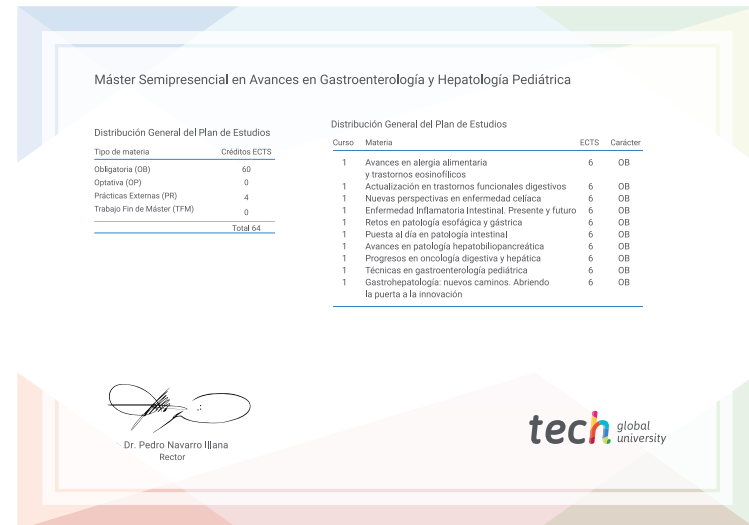 Máster Semipresencial en Avances en Gastroenterología y Hepatología Pediátrica
Distribución General del Plan de Estudios
Tipo de materia Créditos ECTS
Obligatoria (OB) 60
Optativa (OP) 0
Prácticas Externas (PR) 4
Trabajo Fin de Máster (TFM) 0
Total 64
Distribución General del Plan de Estudios
Curso Materia ECTS Carácter
1 Avances en alergia alimentaria 6 OB
y trastornos eosinofílicos
1 Actualización en trastornos funcionales digestivos 6 OB
1 Nuevas perspectivas en enfermedad celíaca 6 OB
1 Enfermedad Inflamatoria Intestinal. Presente y futuro 6 OB
1 Retos en patología esofágica y gástrica 6 OB
1 Puesta al día en patología intestinal 6 OB
1 Avances en patología hepatobiliopancreática 6 OB
1 Progresos en oncología digestiva y hepática 6 OB
1 Técnicas en gastroenterología pediátrica 6 OB
1 Gastrohepatología: nuevos caminos. Abriendo 6 OB
la puerta a la innovación
Dr. Pedro Navarro Illana
Rector
tech global
university